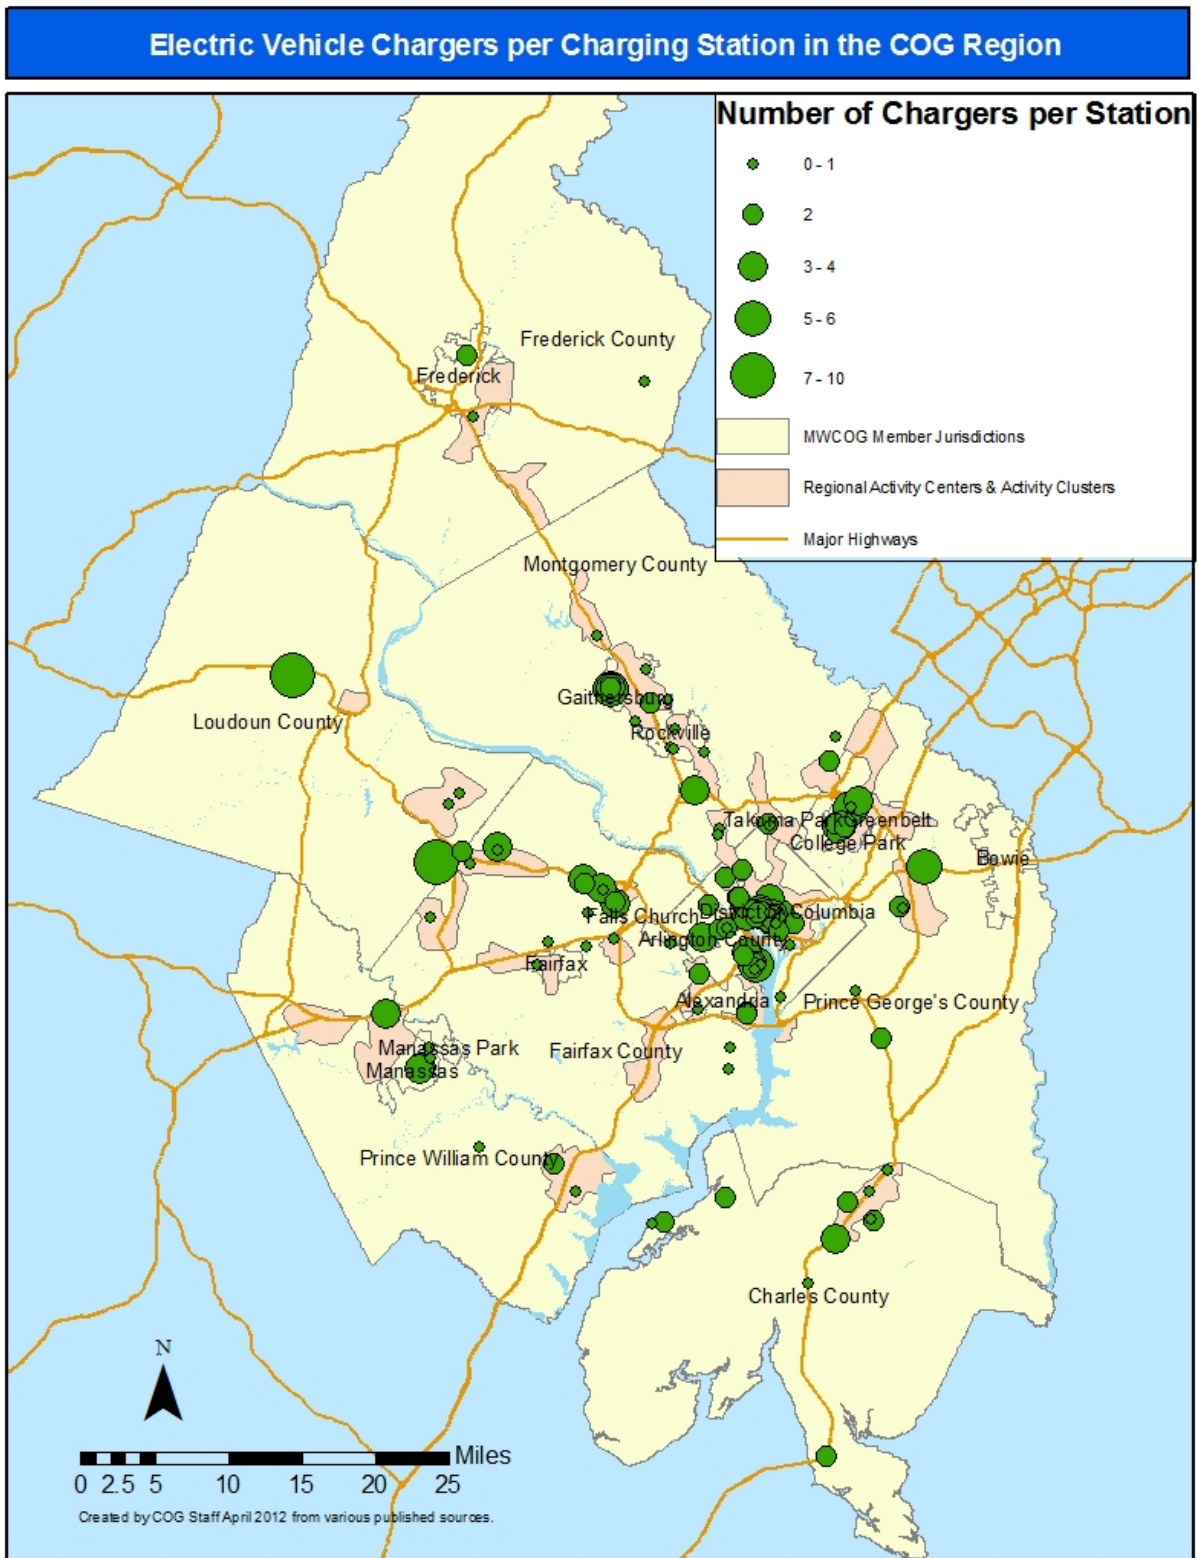 Electric Vehicle Chargers per Charging Station in the COG Region
Number of Chargers per Station
0 - 1
2
3 - 4
5 - 6
7 - 10
MWCOG Member Jurisdictions
Regional Activity Centers & Activity Clusters
Major Highways
Frederick County
Frederick
Montgomery County
Gaithersburg
Loudoun County
Rockville
Takoma Park
Greenbelt
College Park
Bowie
Falls Church
District of Columbia
Arlington County
Fairfax
Alexandria
Prince George's County
Manassas Park
Fairfax County
Manassas
Prince William County
Charles County
N
Miles
0 2.5 5 10 15 20 25
Created by COG Staff April 2012 from various published sources.